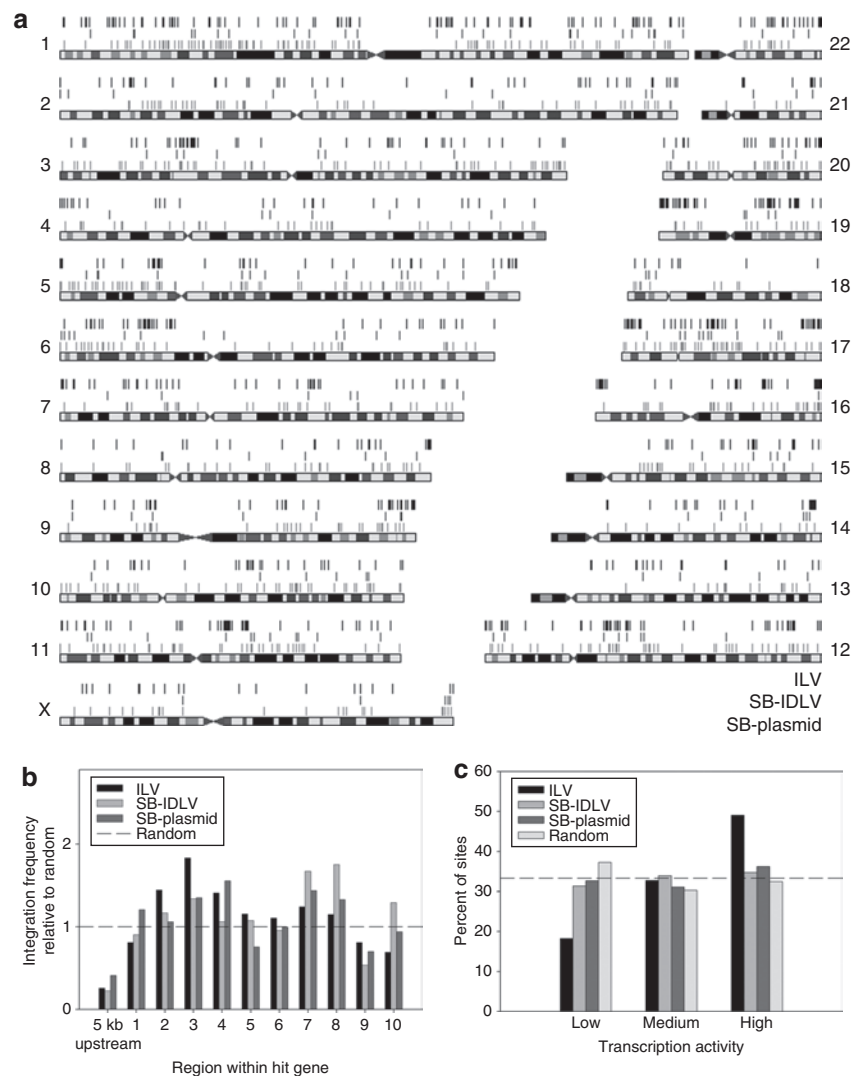 a
1 22
2 21
3 20
4 19
5 18
6 17
7 16
8 15
9 14
10 13
11 12
X
ILV
SB-IDLV
SB-plasmid
b
ILV
SB-IDLV
SB-plasmid
Random
Integration frequency
relative to random
2
1
0
5 kb
upstream
1 2 3 4 5 6 7 8 9 10
Region within hit gene
c
ILV
SB-IDLV
SB-plasmid
Random
Percent of sites
60
50
40
30
20
10
0
Low Medium High
Transcription activity